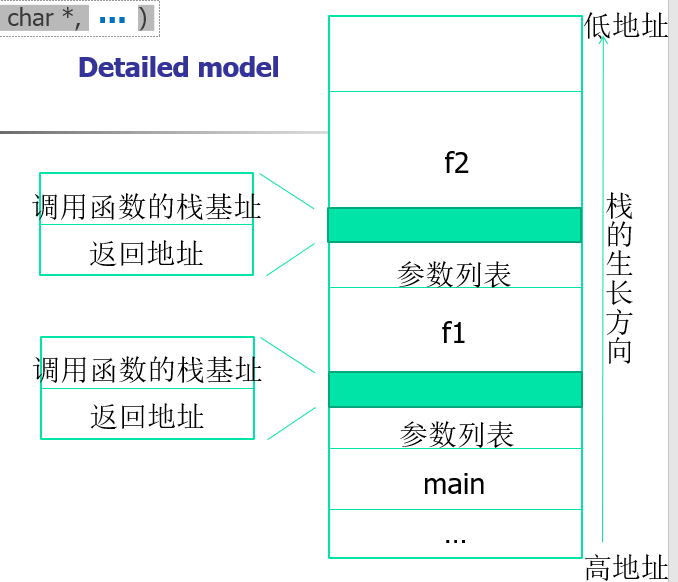 char *, … )
Detailed model
低地址
f2
调用函数的栈基址
返回地址
参数列表
栈的生长方向
f1
调用函数的栈基址
返回地址
参数列表
main
…
高地址